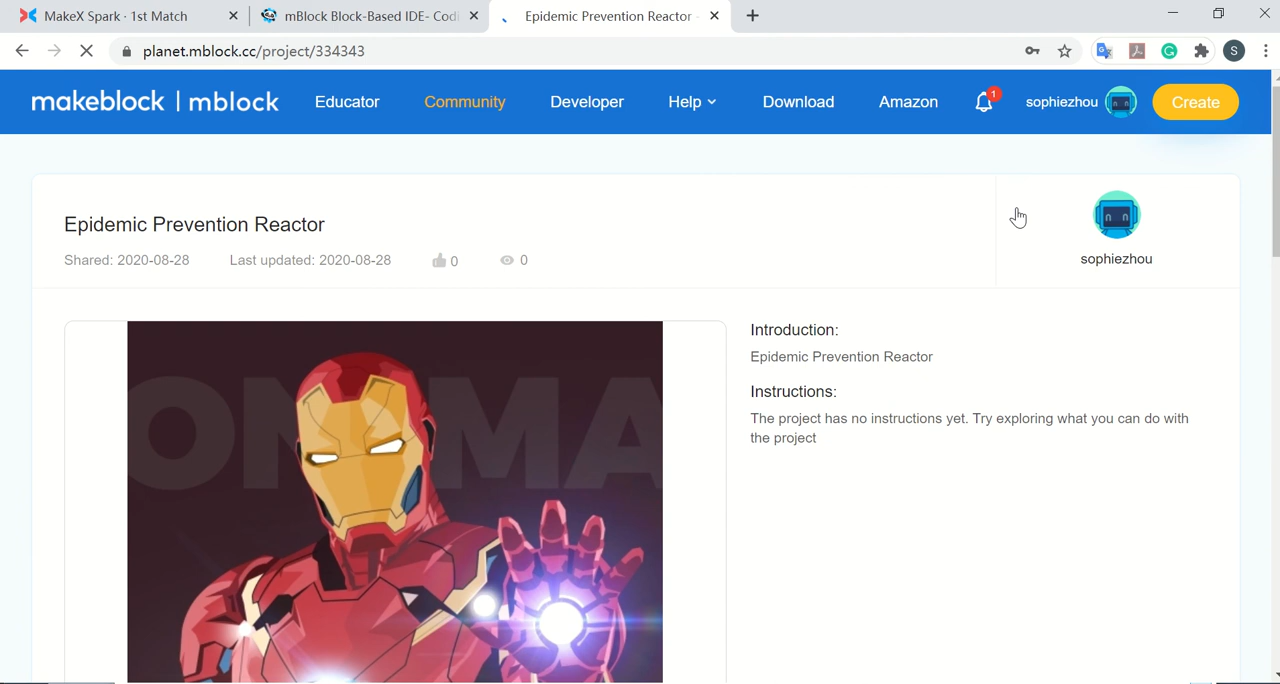 MakeX Spark · 1st Match
mBlock Block-Based IDE- Codi
Epidemic Prevention Reactor -
planet.mblock.cc/project/334343
S
makeblock | mblock
Educator
Community
Developer
Help
Download
Amazon
1
sophiezhou
Create
Epidemic Prevention Reactor
Shared: 2020-08-28
Last updated: 2020-08-28
0
0
sophiezhou
ON MA
Introduction:
Epidemic Prevention Reactor
Instructions:
The project has no instructions yet. Try exploring what you can do with
the project